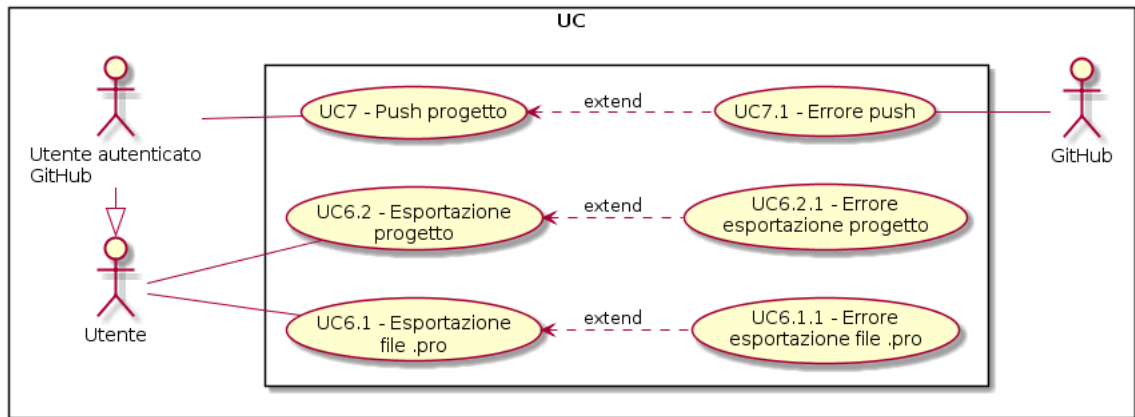 UC
UC7 - Push progetto
extend
UC7.1 - Errore push
Utente autenticato
GitHub
GitHub
UC6.2 - Esportazione
progetto
extend
UC6.2.1 - Errore
esportazione progetto
Utente
UC6.1 - Esportazione
file .pro
extend
UC6.1.1 - Errore
esportazione file .pro